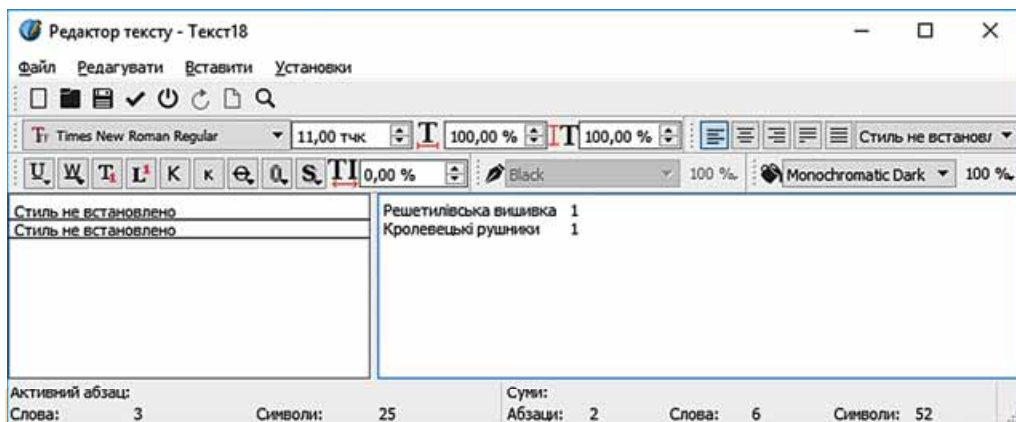 Редактор тексту - Текст18
Файл Редагувати Вставити Установки
Times New Roman Regular 11,00 тчк 100,00 % 100,00 % Стиль не встановл
0,00 % Black 100 % Monochromatic Dark 100 %
Стиль не встановлено Решетилівська вишивка 1
Стиль не встановлено Кролевецькі рушники 1
Активний абзац: Суми:
Слова: 3 Символи: 25 Абзаци: 2 Слова: 6 Символи: 52